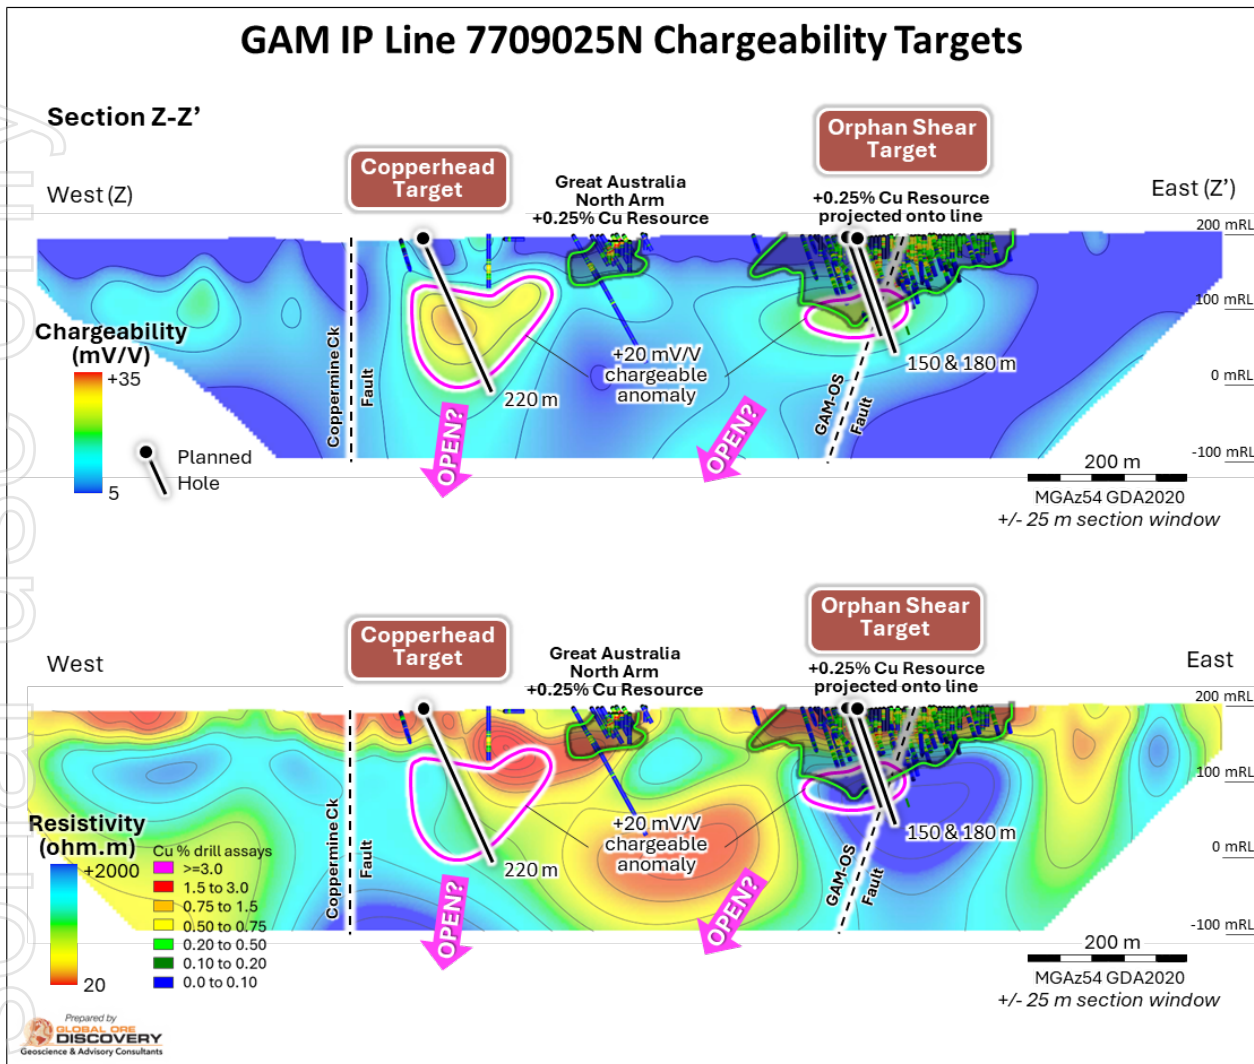 GAM IP Line 7709025N Chargeability Targets
Section Z-Z’
Copperhead
Target
Orphan Shear
Target
West (Z)
Great Australia
North Arm
+0.25% Cu Resource
+0.25% Cu Resource
projected onto line
East (Z’)
200 mRL
100 mRL
0 mRL
-100 mRL
Chargeability
(mV/V)
+35
5
Planned
Hole
Coppermine Ck
Fault
220 m
+20 mV/V
chargeable
anomaly
150 & 180 m
GAM-OS
Fault
OPEN?
OPEN?
200 m
MGAz54 GDA2020
+/- 25 m section window
Copperhead
Target
Orphan Shear
Target
West
Great Australia
North Arm
+0.25% Cu Resource
+0.25% Cu Resource
projected onto line
East
200 mRL
100 mRL
0 mRL
-100 mRL
Resistivity
(ohm.m)
+2000
20
Cu % drill assays
>=3.0
1.5 to 3.0
0.75 to 1.5
0.50 to 0.75
0.20 to 0.50
0.10 to 0.20
0.0 to 0.10
Coppermine Ck
Fault
220 m
+20 mV/V
chargeable
anomaly
150 & 180 m
GAM-OS
Fault
OPEN?
OPEN?
200 m
MGAz54 GDA2020
+/- 25 m section window
Prepared by
GLOBAL ORE
DISCOVERY
Geoscience & Advisory Consultants